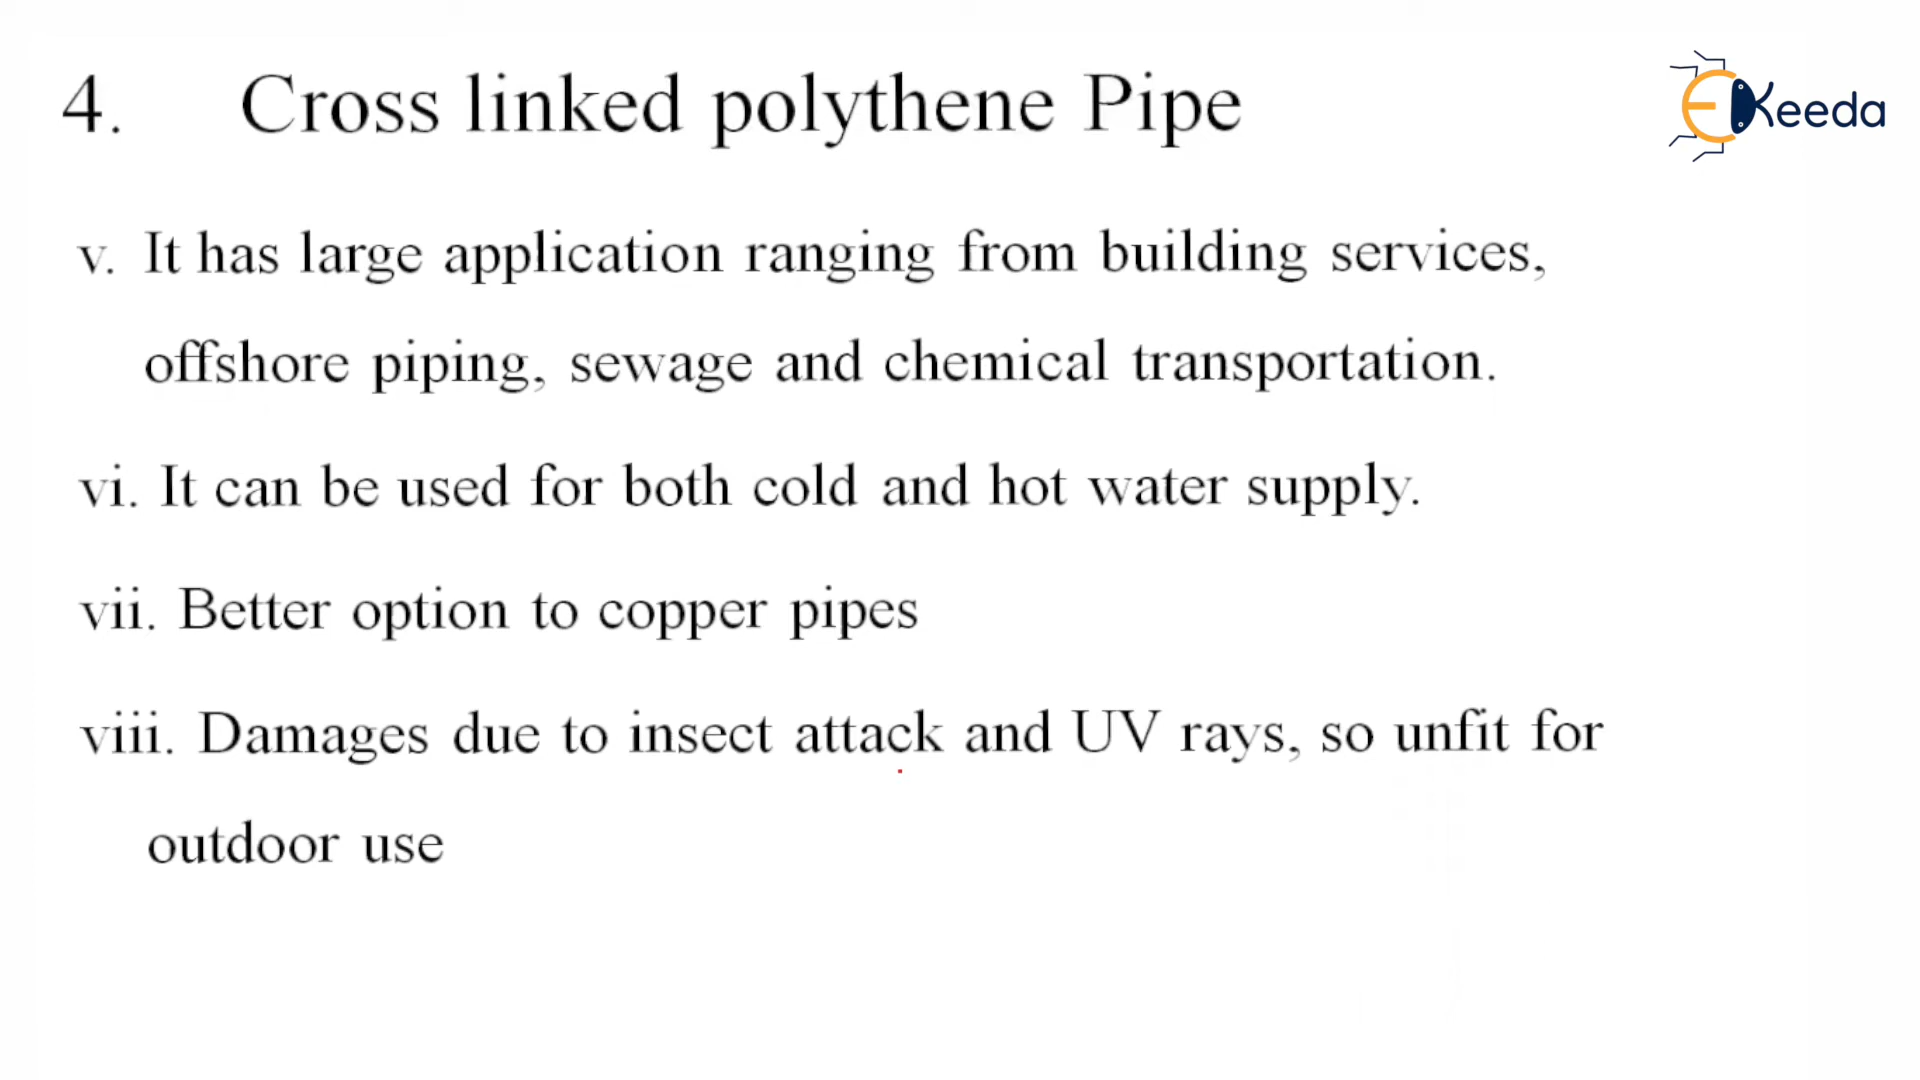 4. Cross linked polythene Pipe
EKeeda
v. It has large application ranging from building services,
offshore piping, sewage and chemical transportation.
vi. It can be used for both cold and hot water supply.
vii. Better option to copper pipes
viii. Damages due to insect attack and UV rays, so unfit for
outdoor use